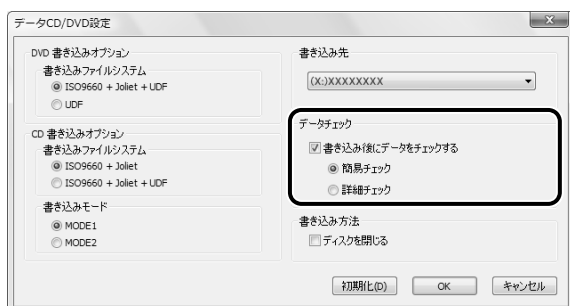 データCD/DVD設定
DVD 書き込みオプション
書き込みファイルシステム
ISO9660 + Joliet + UDF
UDF
CD 書き込みオプション
書き込みファイルシステム
ISO9660 + Joliet
ISO9660 + Joliet + UDF
書き込みモード
MODE1
MODE2
書き込み先
(X:)XXXXXXXX
データチェック
書き込み後にデータをチェックする
簡易チェック
詳細チェック
書き込み方法
ディスクを閉じる
初期化(D)
OK
キャンセル